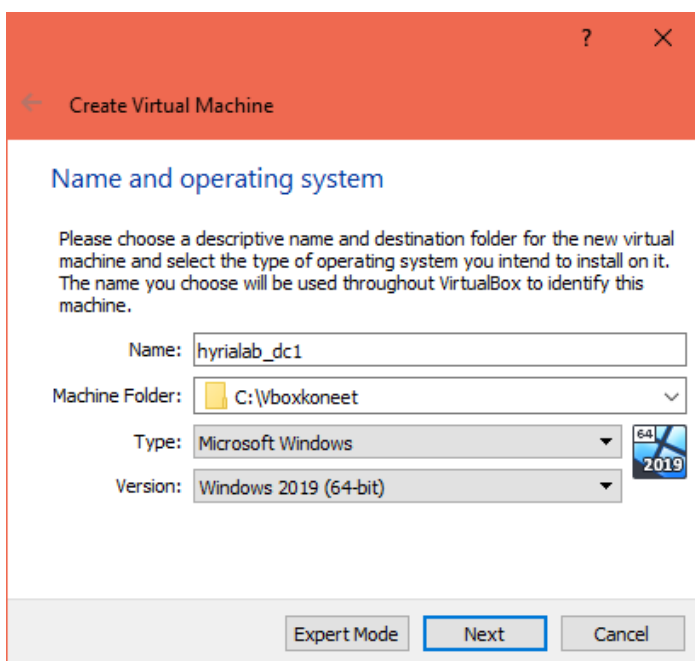 ?
Create Virtual Machine
Name and operating system
Please choose a descriptive name and destination folder for the new virtual
machine and select the type of operating system you intend to install on it.
The name you choose will be used throughout VirtualBox to identify this
machine.
Name: hyrialab_dc1
Machine Folder: C:\Vboxkoneet
Type: Microsoft Windows
64
2019
Version: Windows 2019 (64-bit)
Expert Mode Next Cancel